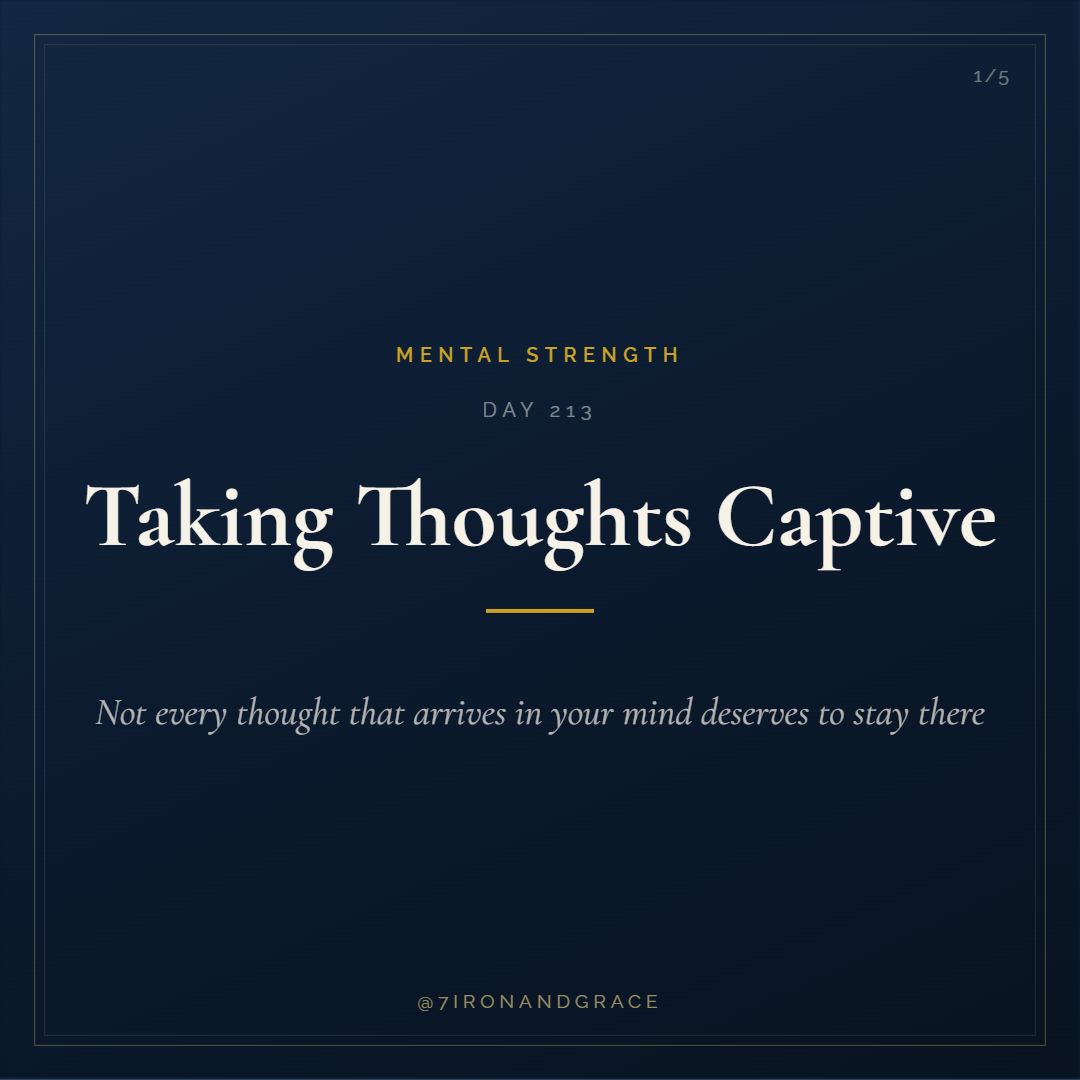 1/5
MENTAL STRENGTH
DAY 213
Taking Thoughts Captive
Not every thought that arrives in your mind deserves to stay there
@7IRONANDGRACE